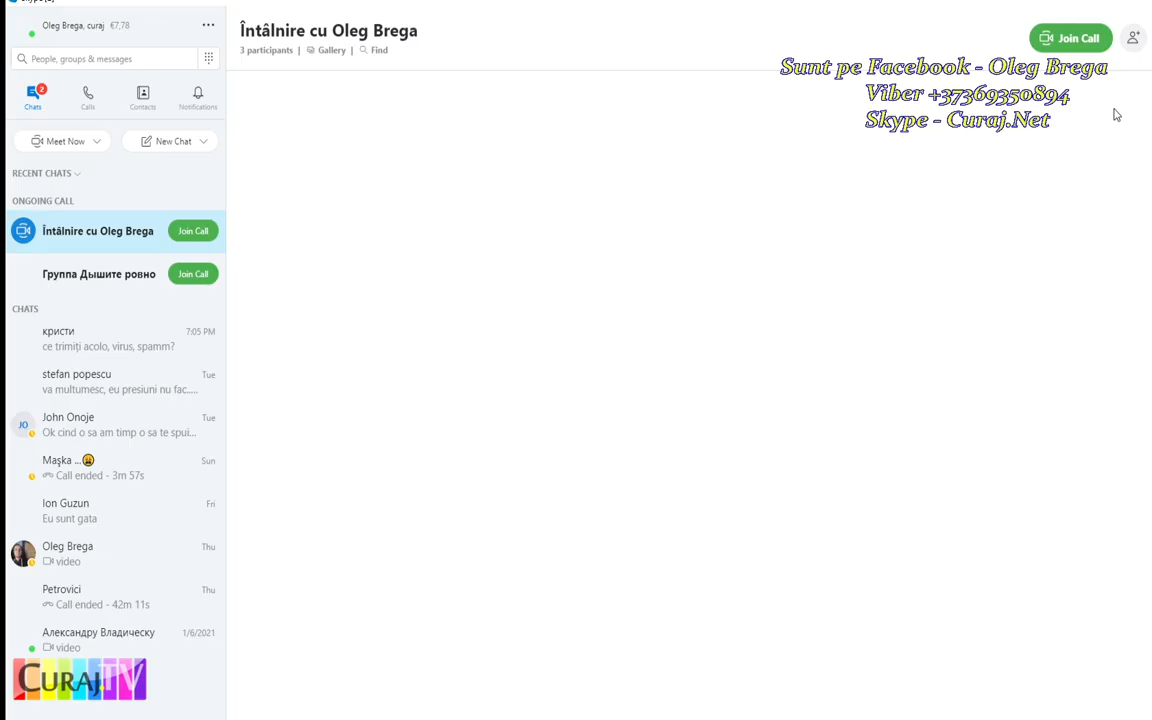 Oleg Brega, curaj €7,78
People, groups & messages
2
Chats
Calls
Contacts
Notifications
Meet Now
New Chat
RECENT CHATS
ONGOING CALL
Întâlnire cu Oleg Brega
Join Call
Группа Дышите ровно
Join Call
CHATS
кристи 7:05 PM
ce trimiți acolo, virus, spamm?
stefan popescu Tue
va multumesc, eu presiuni nu fac.....
JO
John Onoje Tue
Ok cind o sa am timp o sa te spui...
Maşka ... Sun
Call ended - 3m 57s
Ion Guzun Fri
Eu sunt gata
Oleg Brega Thu
video
Petrovici Thu
Call ended - 42m 11s
Александру Владическу 1/6/2021
video
CURAJ.TV
Întâlnire cu Oleg Brega
3 participants | Gallery | Find
Join Call
Sunt pe Facebook - Oleg Brega
Viber +37369350894
Skype - Curaj.Net